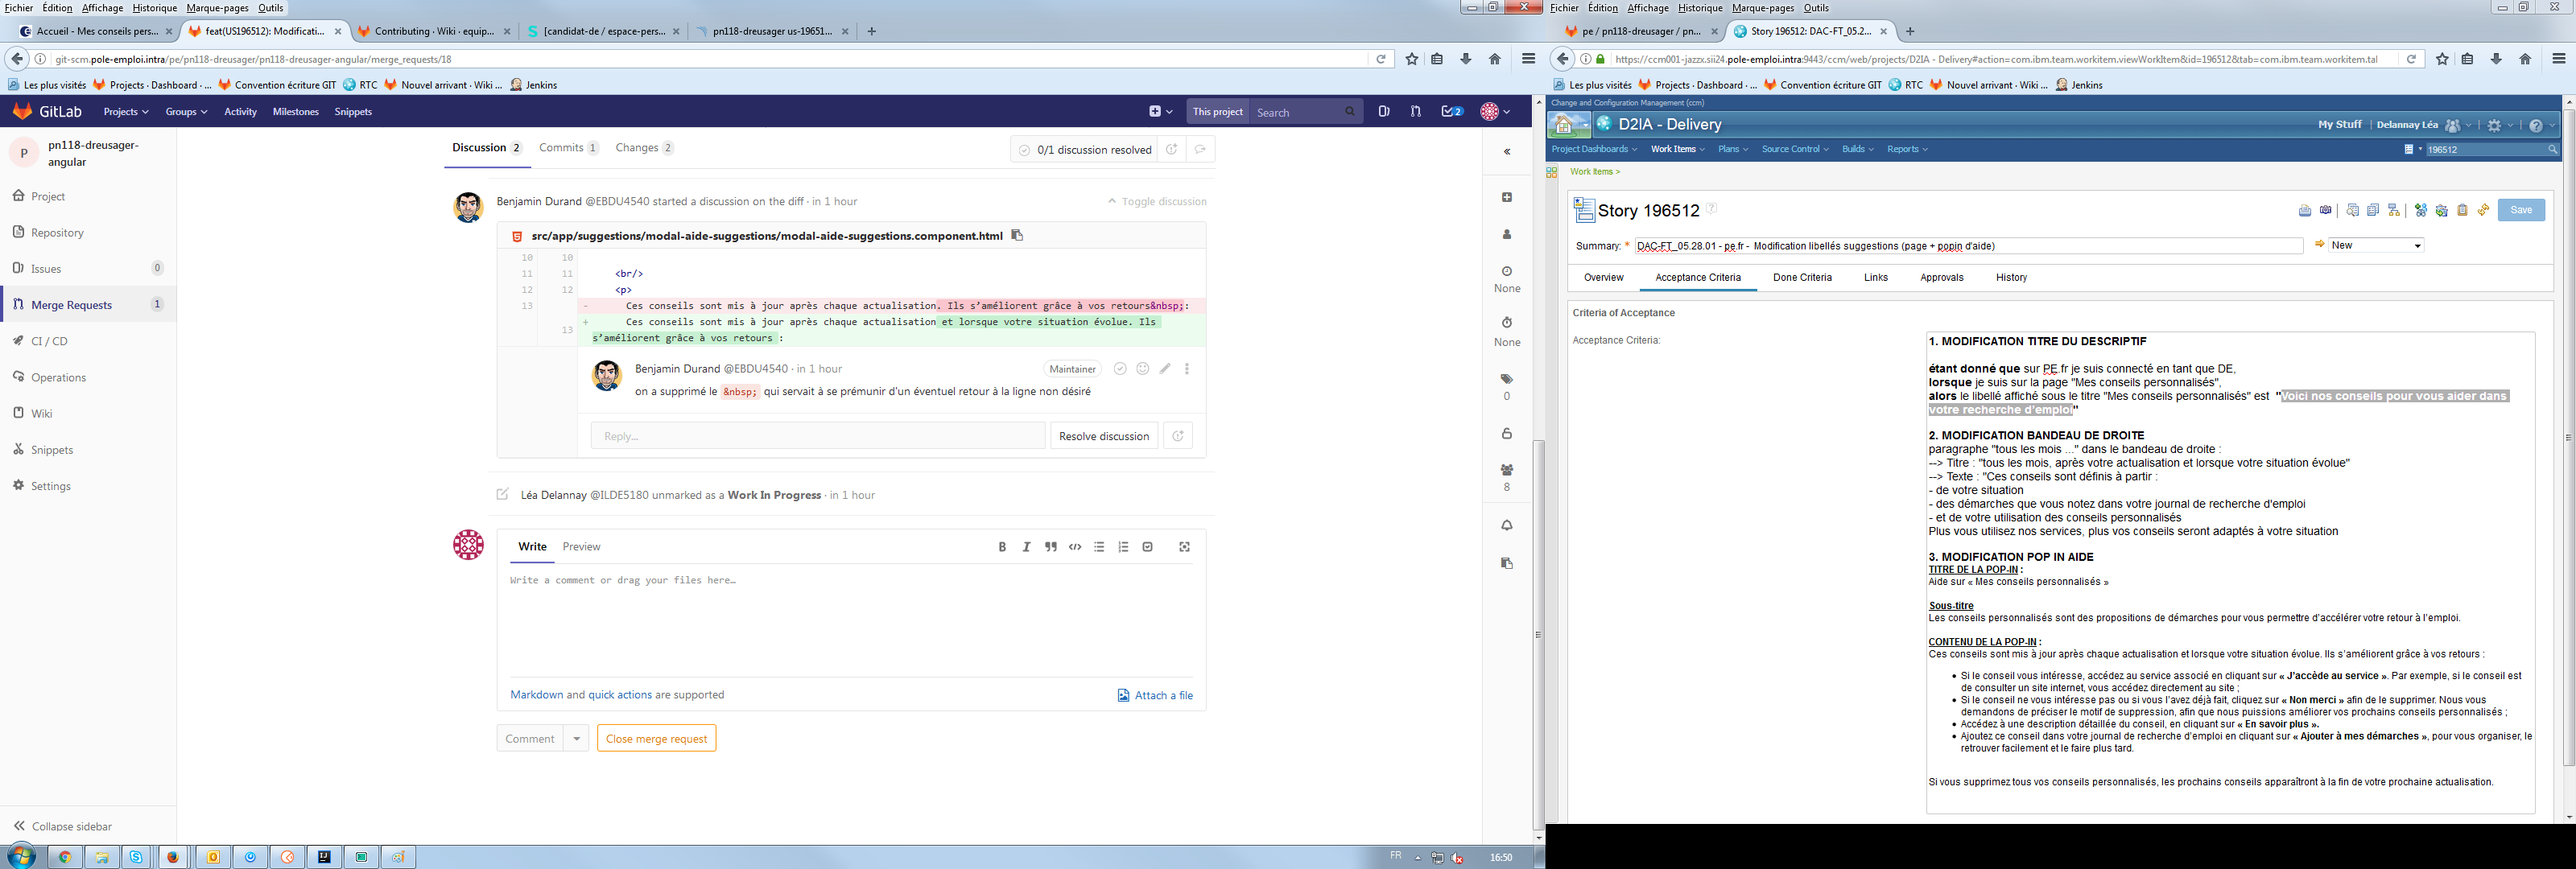 Fichier Édition Affichage Historique Marque-pages Outils
Accueil - Mes conseils pers...
feat(US196512): Modificati...
Contributing · Wiki · equip...
[candidat-de / espace-pers...
pn118-dreusager us-19651...
git-scm.pole-emploi.intra/pe/pn118-dreusager/pn118-dreusager-angular/merge_requests/18
Les plus visités Projects · Dashboard · ... Convention écriture GIT RTC Nouvel arrivant · Wiki ... Jenkins
GitLab Projects Groups Activity Milestones Snippets This project Search 2
P pn118-dreusager-angular
Project
Repository
Issues 0
Merge Requests 1
CI / CD
Operations
Wiki
Snippets
Settings
Collapse sidebar
Discussion 2 Commits 1 Changes 2 0/1 discussion resolved
Benjamin Durand @EBDU4540 started a discussion on the diff · in 1 hour Toggle discussion
src/app/suggestions/modal-aide-suggestions/modal-aide-suggestions.component.html
10 10
11 11 <br/>
12 12 <p>
13 - Ces conseils sont mis à jour après chaque actualisation. Ils s’améliorent grâce à vos retours&nbsp;:
13 + Ces conseils sont mis à jour après chaque actualisation et lorsque votre situation évolue. Ils
s’améliorent grâce à vos retours :
Benjamin Durand @EBDU4540 · in 1 hour Maintainer
on a supprimé le &nbsp; qui servait à se prémunir d'un éventuel retour à la ligne non désiré
Reply... Resolve discussion
Léa Delannay @ILDE5180 unmarked as a Work In Progress · in 1 hour
Write Preview
Write a comment or drag your files here…
Markdown and quick actions are supported Attach a file
Comment Close merge request
«
None
None
0
8
FR 16:50
Fichier Édition Affichage Historique Marque-pages Outils
pe / pn118-dreusager / pn...
Story 196512: DAC-FT_05.2...
https://ccm001-jazzx.sii24.pole-emploi.intra:9443/ccm/web/projects/D2IA - Delivery#action=com.ibm.team.workitem.viewWorkItem&id=196512&tab=com.ibm.team.workitem.tal
Les plus visités Projects · Dashboard · ... Convention écriture GIT RTC Nouvel arrivant · Wiki ... Jenkins
Change and Configuration Management (ccm)
D2IA - Delivery My Stuff | Delannay Léa
Project Dashboards Work Items Plans Source Control Builds Reports 196512
Work Items >
Story 196512 Save
Summary: * DAC-FT_05.28.01 - pe.fr - Modification libellés suggestions (page + popin d'aide) New
Overview Acceptance Criteria Done Criteria Links Approvals History
Criteria of Acceptance
Acceptance Criteria:
1. MODIFICATION TITRE DU DESCRIPTIF
étant donné que sur PE.fr je suis connecté en tant que DE,
lorsque je suis sur la page "Mes conseils personnalisés",
alors le libellé affiché sous le titre "Mes conseils personnalisés" est "Voici nos conseils pour vous aider dans
votre recherche d'emploi"
2. MODIFICATION BANDEAU DE DROITE
paragraphe "tous les mois ..." dans le bandeau de droite :
--> Titre : "tous les mois, après votre actualisation et lorsque votre situation évolue"
--> Texte : "Ces conseils sont définis à partir :
- de votre situation
- des démarches que vous notez dans votre journal de recherche d'emploi
- et de votre utilisation des conseils personnalisés
Plus vous utilisez nos services, plus vos conseils seront adaptés à votre situation
3. MODIFICATION POP IN AIDE
TITRE DE LA POP-IN :
Aide sur « Mes conseils personnalisés »
Sous-titre
Les conseils personnalisés sont des propositions de démarches pour vous permettre d’accélérer votre retour à l’emploi.
CONTENU DE LA POP-IN :
Ces conseils sont mis à jour après chaque actualisation et lorsque votre situation évolue. Ils s’améliorent grâce à vos retours :
• Si le conseil vous intéresse, accédez au service associé en cliquant sur « J’accède au service ». Par exemple, si le conseil est
de consulter un site internet, vous accédez directement au site ;
• Si le conseil ne vous intéresse pas ou si vous l’avez déjà fait, cliquez sur « Non merci » afin de le supprimer. Nous vous
demandons de préciser le motif de suppression, afin que nous puissions améliorer vos prochains conseils personnalisés ;
• Accédez à une description détaillée du conseil, en cliquant sur « En savoir plus ».
• Ajoutez ce conseil dans votre journal de recherche d’emploi en cliquant sur « Ajouter à mes démarches », pour vous organiser, le
retrouver facilement et le faire plus tard.
Si vous supprimez tous vos conseils personnalisés, les prochains conseils apparaîtront à la fin de votre prochaine actualisation.